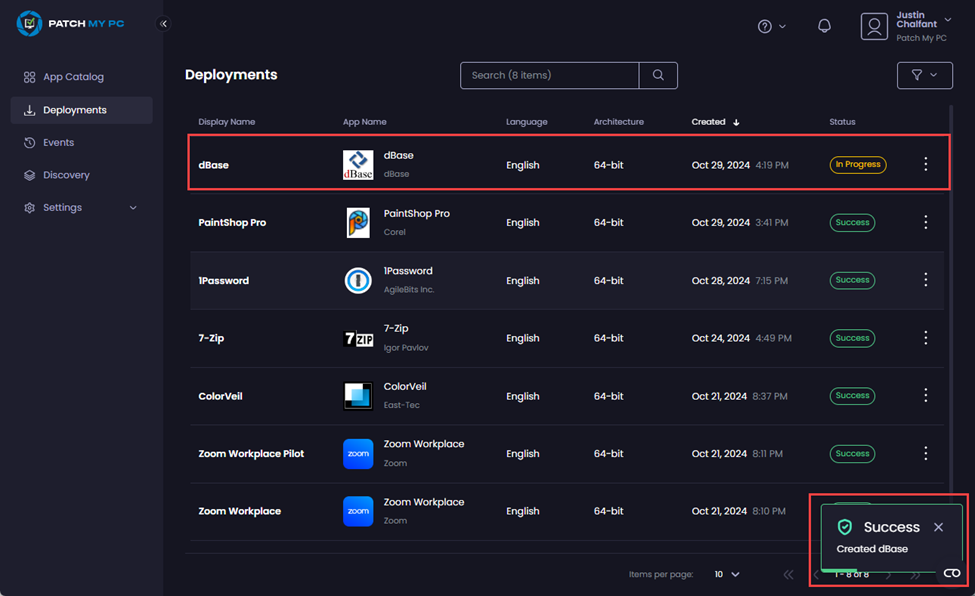 PATCH MY PC
Justin
Chalfant
Patch My PC
App Catalog
Deployments
Events
Discovery
Settings
Deployments
Search (8 items)
Display Name App Name Language Architecture Created Status
dBase dBASE dBase English 64-bit Oct 29, 2024 4:19 PM In Progress
dBase
PaintShop Pro PaintShop Pro English 64-bit Oct 29, 2024 3:41 PM Success
Corel
1Password 1Password English 64-bit Oct 28, 2024 7:15 PM Success
AgileBits Inc.
7-Zip 7ZIP 7-Zip English 64-bit Oct 24, 2024 4:49 PM Success
Igor Pavlov
ColorVeil ColorVeil English 64-bit Oct 21, 2024 8:37 PM Success
East-Tec
Zoom Workplace Pilot zoom Zoom Workplace English 64-bit Oct 21, 2024 8:11 PM Success
Zoom
Zoom Workplace zoom Zoom Workplace English 64-bit Oct 21, 2024 8:10 PM
Zoom
Success
Created dBase
Items per page: 10 1 - 8 of 8